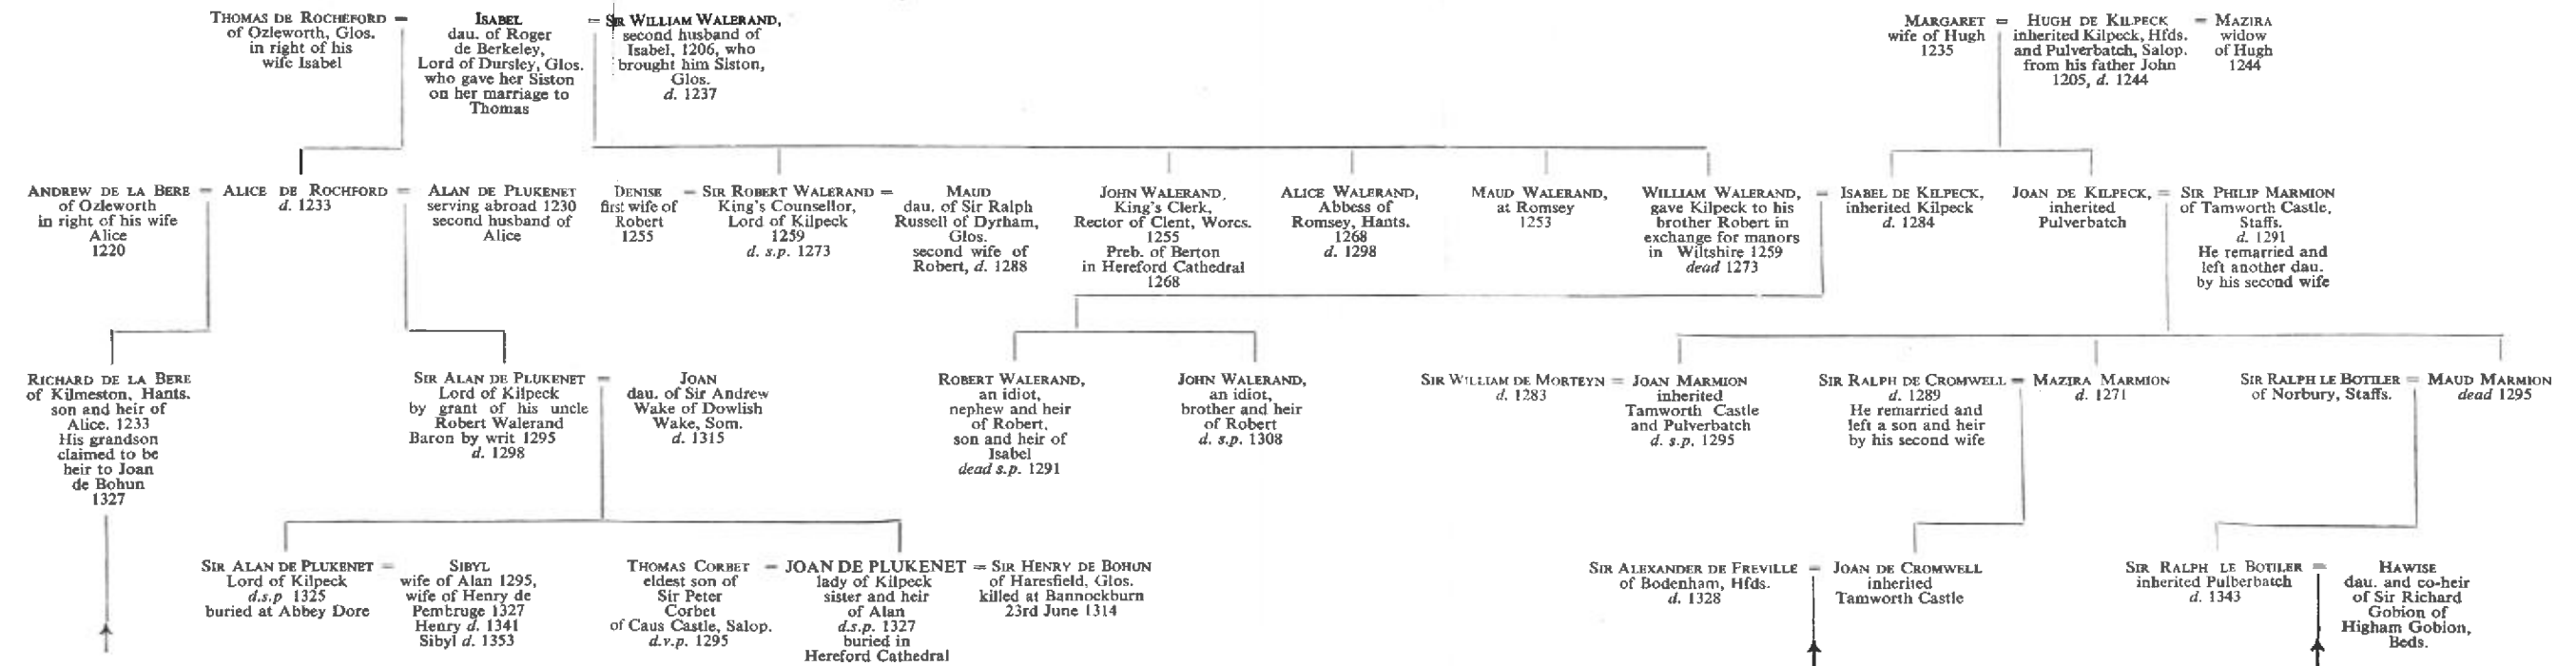 THOMAS DE ROCHEFORD =
of Ozleworth, Glos.
in right of his
wife Isabel
ISABEL
dau. of Roger
de Berkeley,
Lord of Dursley, Glos.
who gave her Siston
on her marriage to
Thomas
= SIR WILLIAM WALERAND,
second husband of
Isabel, 1206, who
brought him Siston,
Glos.
d. 1237
MARGARET =
wife of Hugh
1235
HUGH DE KILPECK
inherited Kilpeck, Hfds.
and Pulverbatch, Salop.
from his father John
1205, d. 1244
= MAZIRA
widow
of Hugh
1244
ANDREW DE LA BERE =
of Ozleworth
in right of his wife
Alice
1220
ALICE DE ROCHFORD =
d. 1233
ALAN DE PLUKENET
serving abroad 1230
second husband of
Alice
DENISE
first wife of
Robert
1255
= SIR ROBERT WALERAND =
King's Counsellor,
Lord of Kilpeck
1259
d. s.p. 1273
MAUD
dau. of Sir Ralph
Russell of Dyrham,
Glos.
second wife of
Robert, d. 1288
JOHN WALERAND,
King's Clerk,
Rector of Clent, Worcs.
1255
Preb. of Berton
in Hereford Cathedral
1268
ALICE WALERAND,
Abbess of
Romsey, Hants.
1268
d. 1298
MAUD WALERAND,
at Romsey
1253
WILLIAM WALERAND, =
gave Kilpeck to his
brother Robert in
exchange for manors
in Wiltshire 1259
dead 1273
ISABEL DE KILPECK,
inherited Kilpeck
d. 1284
JOAN DE KILPECK, =
inherited
Pulverbatch
SIR PHILIP MARMION
of Tamworth Castle,
Staffs.
d. 1291
He remarried and
left another dau.
by his second wife
RICHARD DE LA BERE
of Kilmeston, Hants.
son and heir of
Alice. 1233
His grandson
claimed to be
heir to Joan
de Bohun
1327
SIR ALAN DE PLUKENET =
Lord of Kilpeck
by grant of his uncle
Robert Walerand
Baron by writ 1295
d. 1298
JOAN
dau. of Sir Andrew
Wake of Dowlish
Wake, Som.
d. 1315
ROBERT WALERAND,
an idiot,
nephew and heir
of Robert,
son and heir of
Isabel
dead s.p. 1291
JOHN WALERAND,
an idiot,
brother and heir
of Robert
d. s.p. 1308
SIR WILLIAM DE MORTEYN =
d. 1283
JOAN MARMION
inherited
Tamworth Castle
and Pulverbatch
d. s.p. 1295
SIR RALPH DE CROMWELL =
d. 1289
He remarried and
left a son and heir
by his second wife
MAZIRA MARMION
d. 1271
SIR RALPH LE BOTILER =
of Norbury, Staffs.
MAUD MARMION
dead 1295
SIR ALAN DE PLUKENET =
Lord of Kilpeck
d.s.p 1325
buried at Abbey Dore
SIBYL
wife of Alan 1295,
wife of Henry de
Pembruge 1327
Henry d. 1341
Sibyl d. 1353
THOMAS CORBET =
eldest son of
Sir Peter
Corbet
of Caus Castle, Salop.
d.v.p. 1295
JOAN DE PLUKENET =
lady of Kilpeck
sister and heir
of Alan
d.s.p. 1327
buried in
Hereford Cathedral
SIR HENRY DE BOHUN
of Haresfield, Glos.
killed at Bannockburn
23rd June 1314
SIR ALEXANDER DE FREVILLE =
of Bodenham, Hfds.
d. 1328
JOAN DE CROMWELL
inherited
Tamworth Castle
SIR RALPH LE BOTILER =
inherited Pulberbatch
d. 1343
HAWISE
dau. and co-heir
of Sir Richard
Gobion of
Higham Gobion,
Beds.